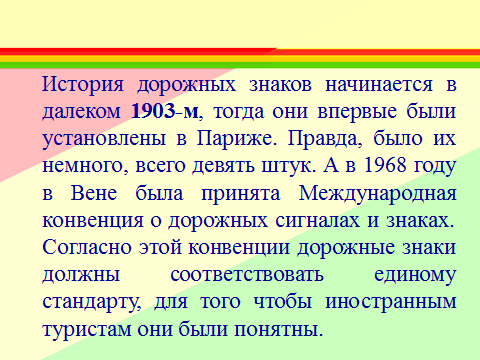 История дорожных знаков начинается в
далеком 1903-м, тогда они впервые были
установлены в Париже. Правда, было их
немного, всего девять штук. А в 1968 году
в Вене была принята Международная
конвенция о дорожных сигналах и знаках.
Согласно этой конвенции дорожные знаки
должны соответствовать единому
стандарту, для того чтобы иностранным
туристам они были понятны.